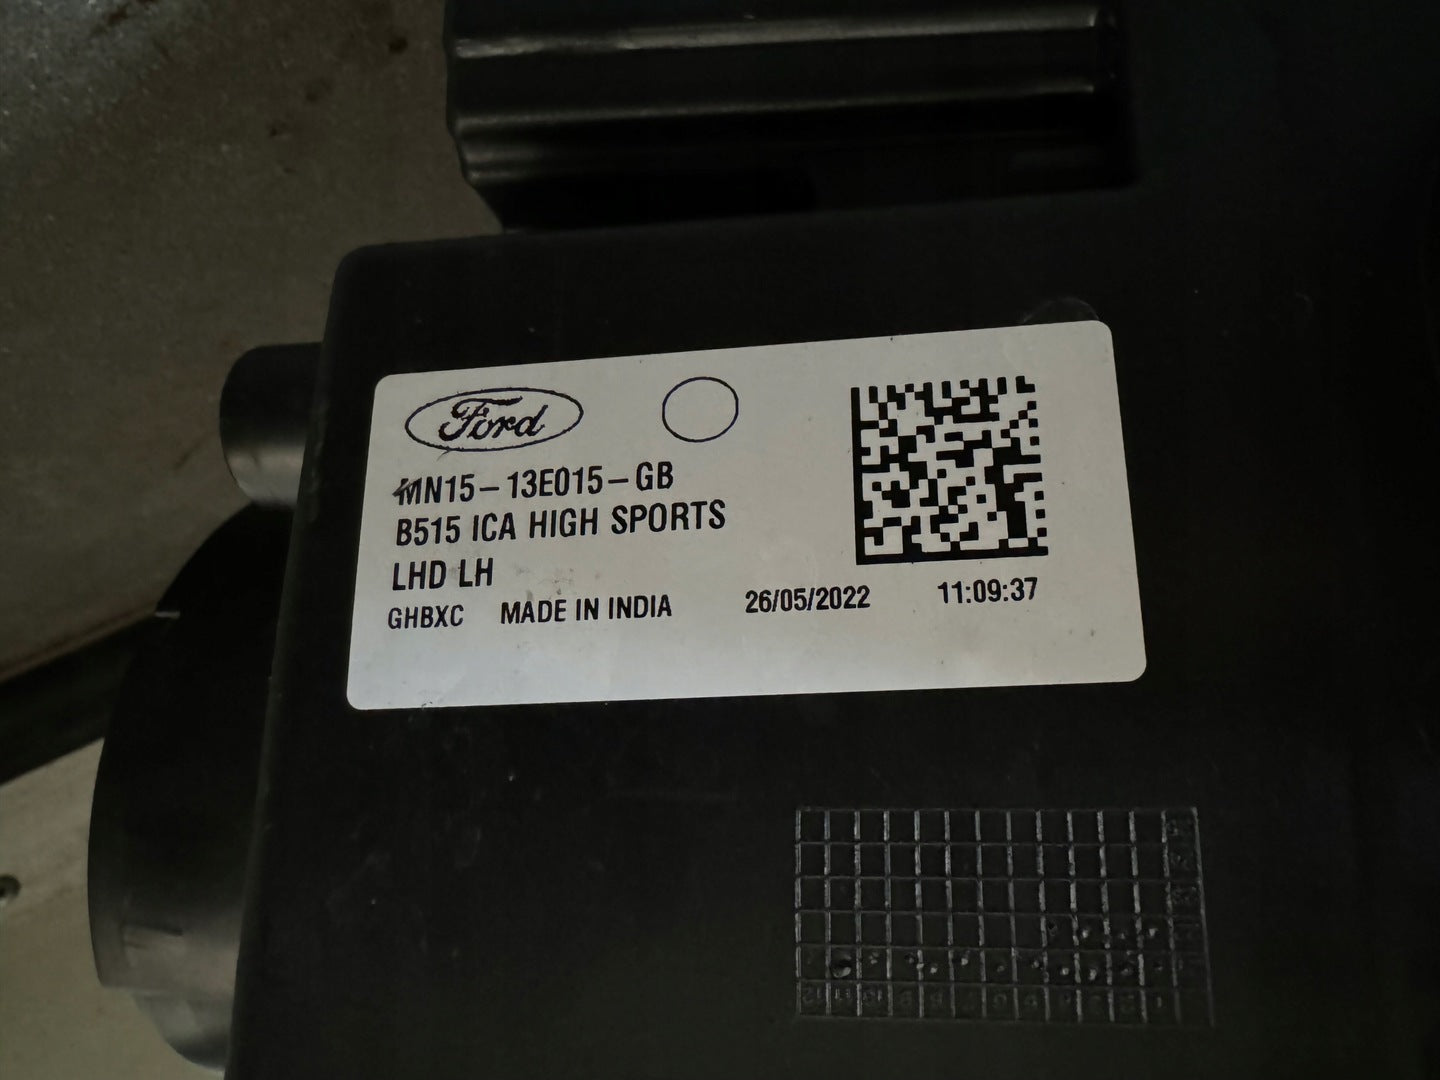 Ford
MN15-13E015-GB
B515 ICA HIGH SPORTS
LHD LH
GHBXC MADE IN INDIA 26/05/2022 11:09:37